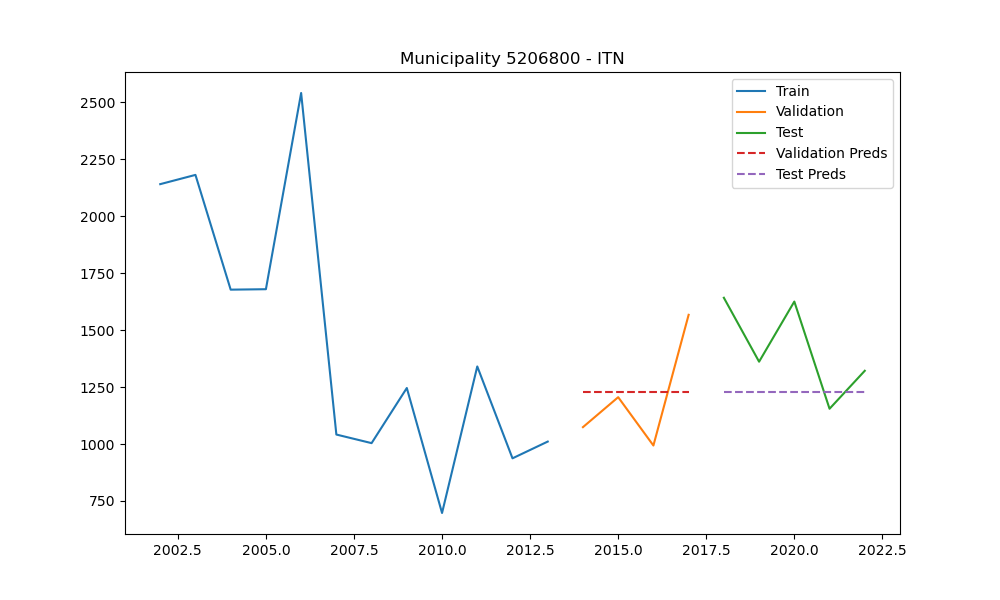 Municipality 5206800 - ITN
Train
Validation
Test
Validation Preds
Test Preds
2500
2250
2000
1750
1500
1250
1000
750
2002.5 2005.0 2007.5 2010.0 2012.5 2015.0 2017.5 2020.0 2022.5